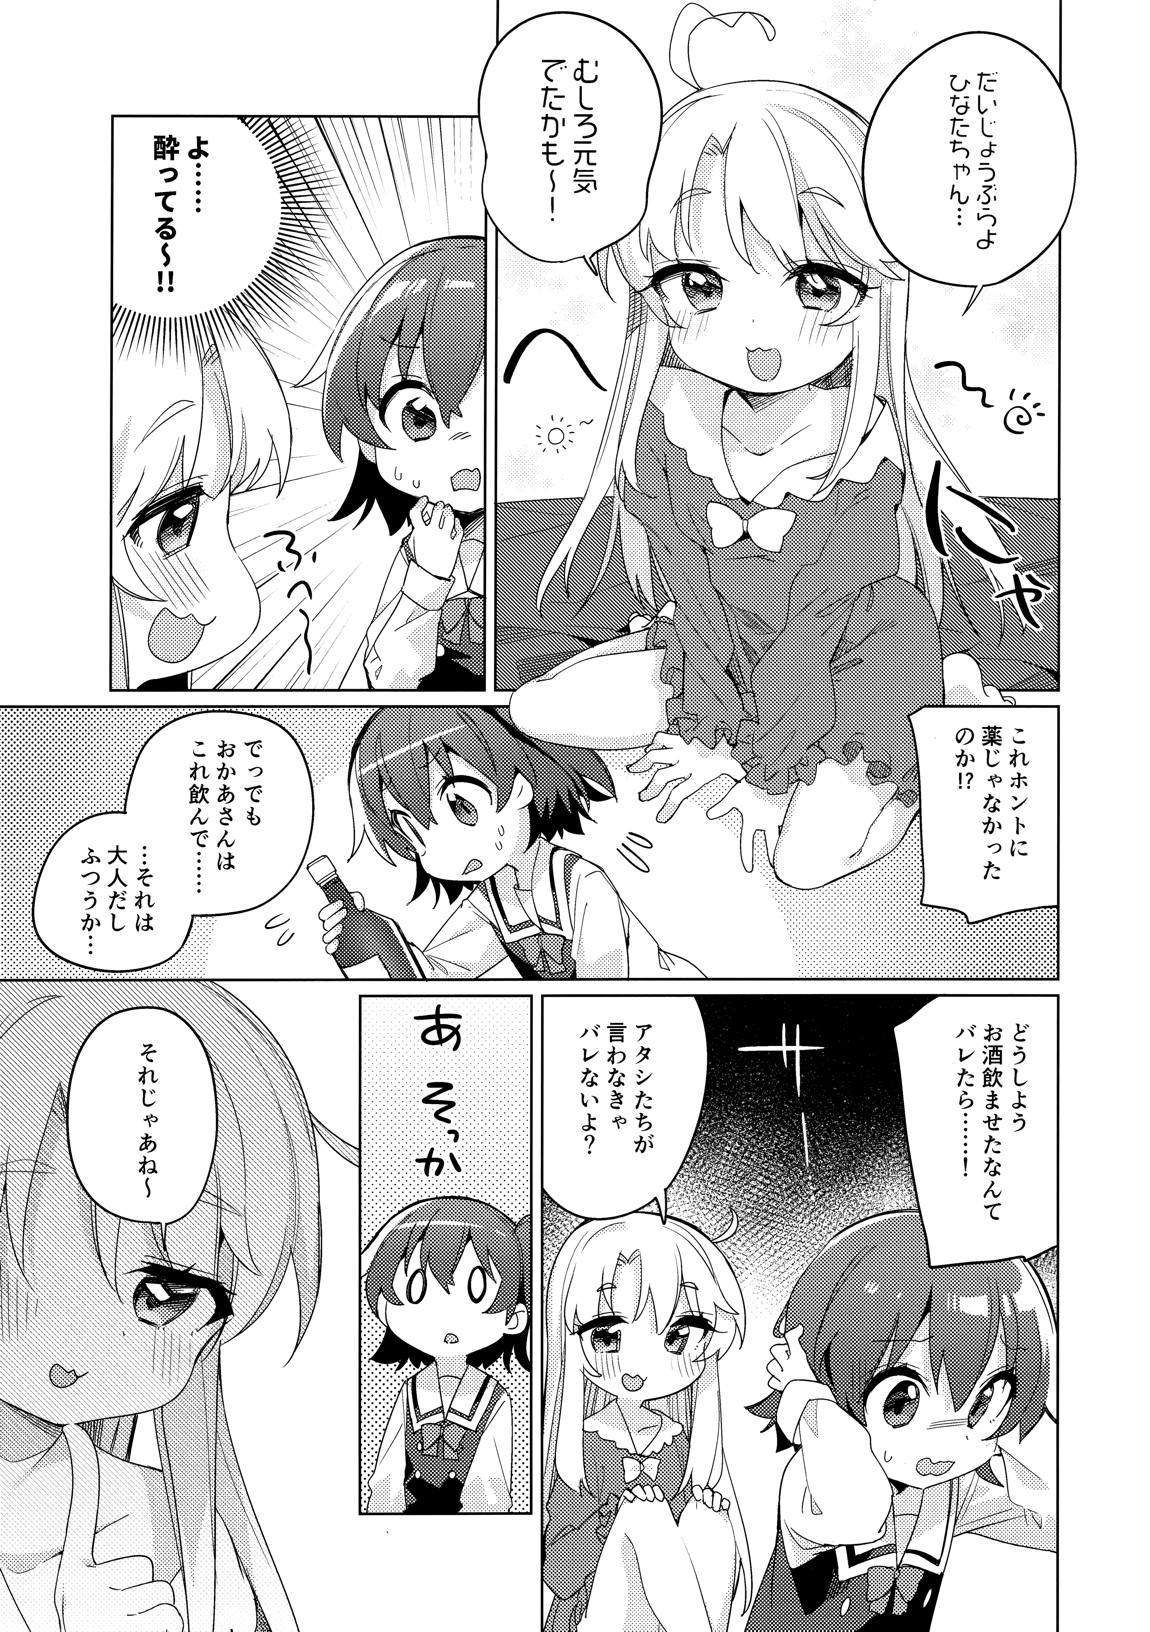 だいじょうぶらよ
ひなたちゃん…
むしろ元気
でたかも～！
へにゃ
よ……
酔ってる～!!
ふぅ～
これホントに
薬じゃなかった
のか!?
でっでも
おかあさんは
これ飲んで……
…それは
大人だし
ふつうか…
どうしよう
お酒飲ませたなんて
バレたら……！
アタシたちが
言わなきゃ
バレないよ？
あ そっか
それじゃあね～